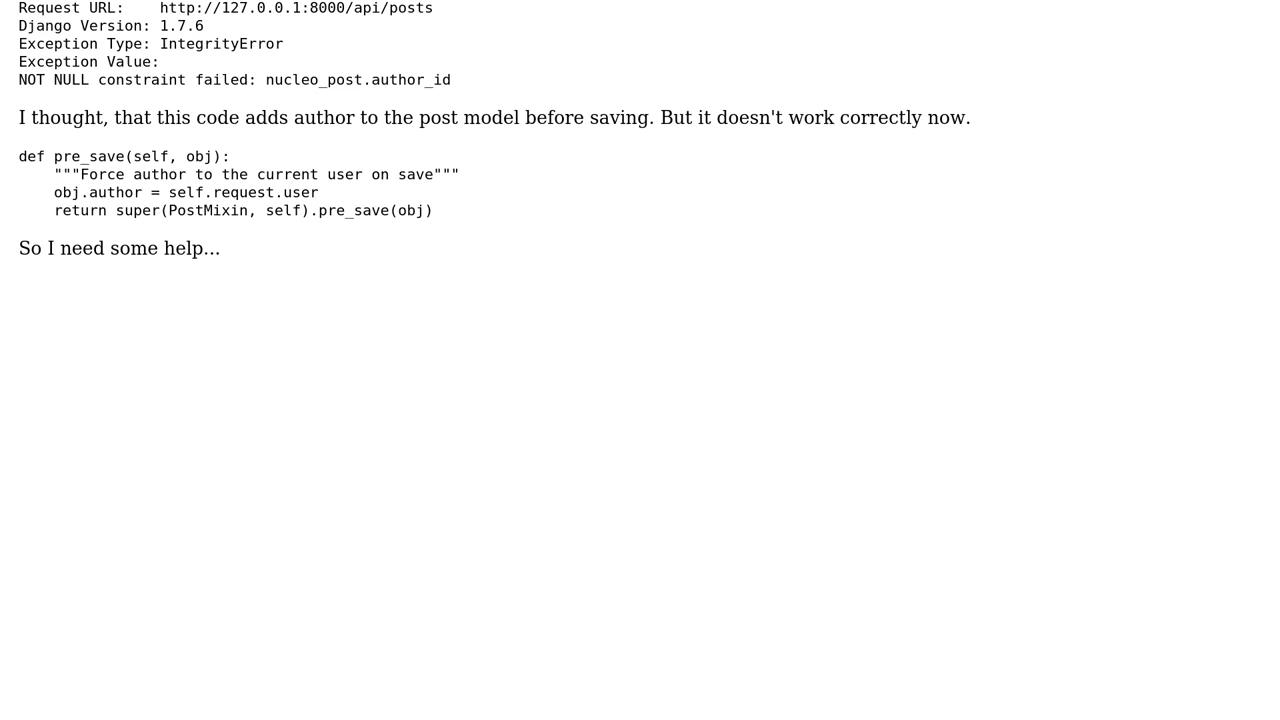 Request URL:    http://127.0.0.1:8000/api/posts
Django Version: 1.7.6
Exception Type: IntegrityError
Exception Value:
NOT NULL constraint failed: nucleo_post.author_id
I thought, that this code adds author to the post model before saving. But it doesn't work correctly now.
def pre_save(self, obj):
    """Force author to the current user on save"""
    obj.author = self.request.user
    return super(PostMixin, self).pre_save(obj)
So I need some help...